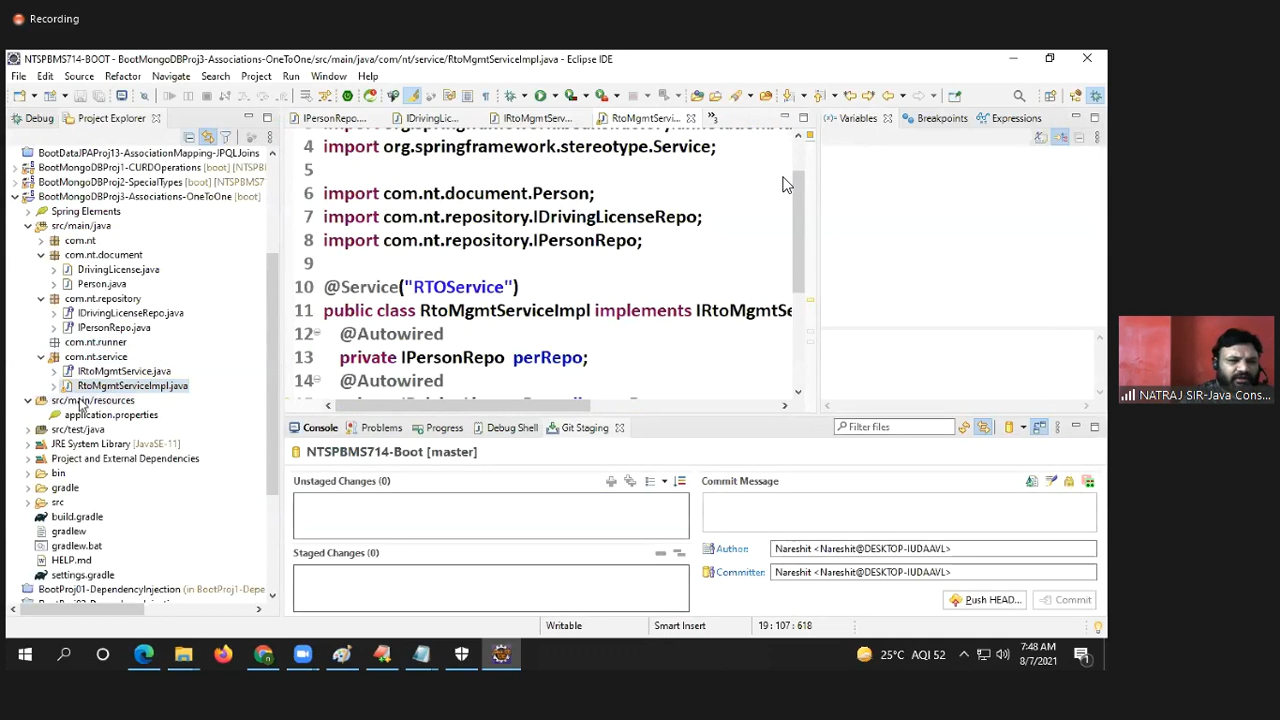 Recording
NTSPBMS714-BOOT - BootMongoDBProj3-Associations-OneToOne/src/main/java/com/nt/service/RtoMgmtServiceImpl.java - Eclipse IDE
File Edit Source Refactor Navigate Search Project Run Window Help
Debug Project Explorer
IPersonRepo.... IDrivingLic... IRtoMgmtServ... RtoMgmtServi...
Variables Breakpoints Expressions
BootDataJPAProj13-AssociationMapping-JPQLJoins
BootMongoDBProj1-CURDOperations [boot] [NTSPB
BootMongoDBProj2-SpecialTypes [boot] [NTSPBMS7
BootMongoDBProj3-Associations-OneToOne [boot]
Spring Elements
src/main/java
com.nt
com.nt.document
DrivingLicense.java
Person.java
com.nt.repository
IDrivingLicenseRepo.java
IPersonRepo.java
com.nt.runner
com.nt.service
IRtoMgmtService.java
RtoMgmtServiceImpl.java
src/main/resources
application.properties
src/test/java
JRE System Library [JavaSE-11]
Project and External Dependencies
bin
gradle
src
build.gradle
gradlew
gradlew.bat
HELP.md
settings.gradle
BootProj01-DependencyInjection (in BootProj1-Depe
4 import org.springframework.stereotype.Service;
5
6 import com.nt.document.Person;
7 import com.nt.repository.IDrivingLicenseRepo;
8 import com.nt.repository.IPersonRepo;
9
10 @Service("RTOService")
11 public class RtoMgmtServiceImpl implements IRtoMgmtSe
12 @Autowired
13 private IPersonRepo perRepo;
14 @Autowired
Console Problems Progress Debug Shell Git Staging
Filter files
NTSPBMS714-Boot [master]
Unstaged Changes (0)
Commit Message
Staged Changes (0)
Author: Nareshit <Nareshit@DESKTOP-IUDAAVL>
Committer: Nareshit <Nareshit@DESKTOP-IUDAAVL>
Push HEAD... Commit
Writable Smart Insert 19 : 107 : 618
25°C AQI 52
7:48 AM
8/7/2021
NATRAJ SIR-Java Cons...